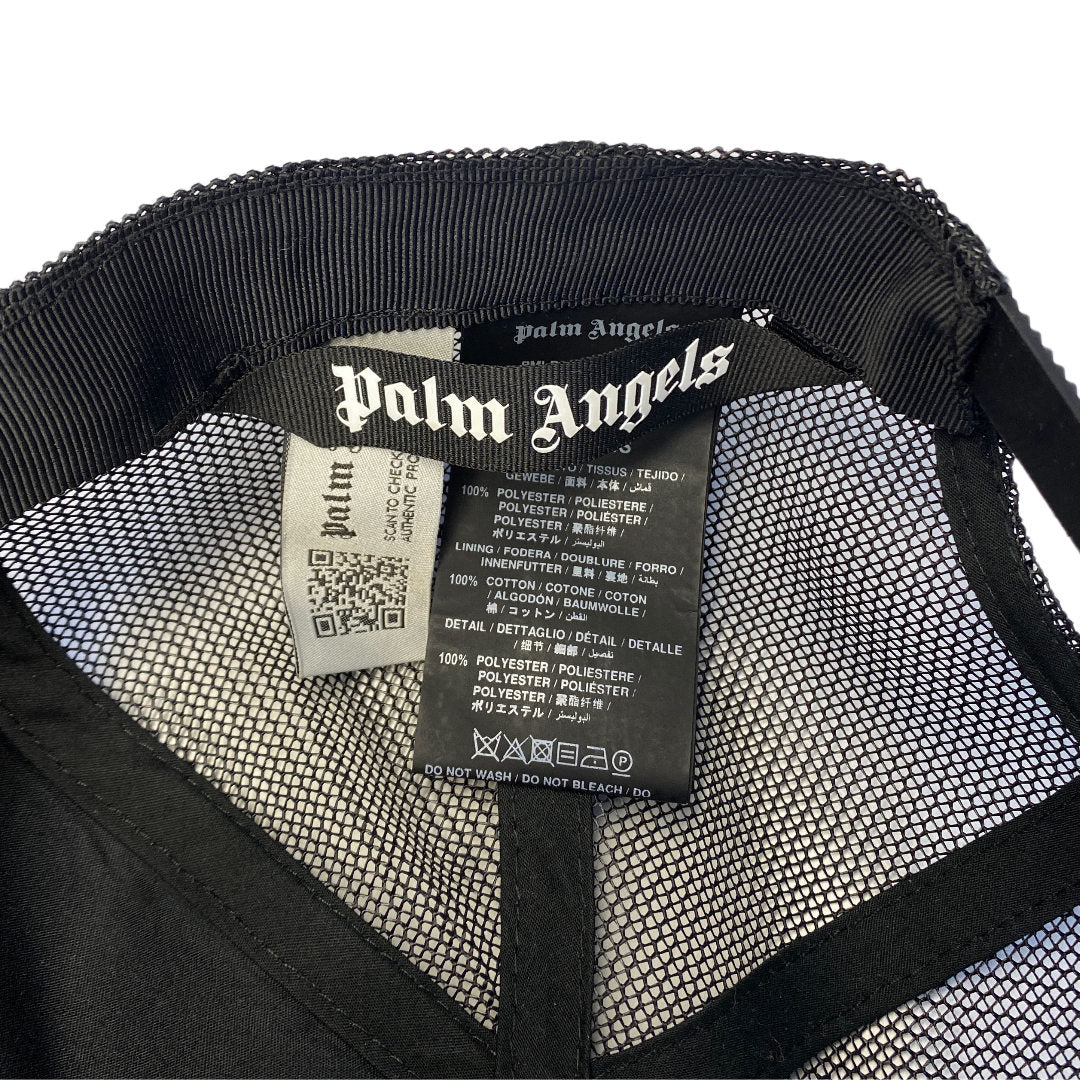 Palm Angels
Palm Angels
Palm
SCAN TO CHECK
AUTHENTIC
/ TISSUS / TEJIDO /
GEWEBE / 面料 / 本体 / قماش
100% POLYESTER / POLIESTERE /
POLYESTER / POLIÉSTER /
POLYESTER / 聚酯纤维 /
ポリエステル / البوليستر
LINING / FODERA / DOUBLURE / FORRO /
INNENFUTTER / 里料 / 裏地 / بطانة
100% COTTON / COTONE / COTON
/ ALGODÓN / BAUMWOLLE /
棉 / コットン / القطن
DETAIL / DETTAGLIO / DÉTAIL / DETALLE
/ 细节 / 細部 / تفصيل
100% POLYESTER / POLIESTERE /
POLYESTER / POLIÉSTER /
POLYESTER / 聚酯纤维 /
ポリエステル / البوليستر
P
DO NOT WASH / DO NOT BLEACH / DO